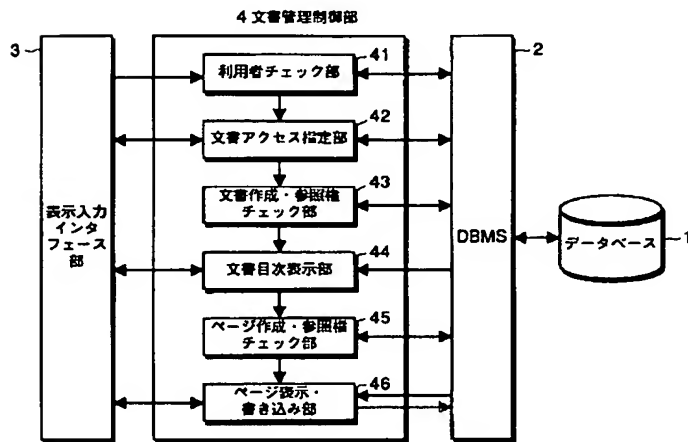 4 文書管理制御部
3
41
利用者チェック部
42
文書アクセス指定部
43
文書作成・参照権
チェック部
44
文書目次表示部
45
ページ作成・参照権
チェック部
46
ページ表示・
書き込み部
表示入力
インタ
フェース
部
2
DBMS
データベース
1